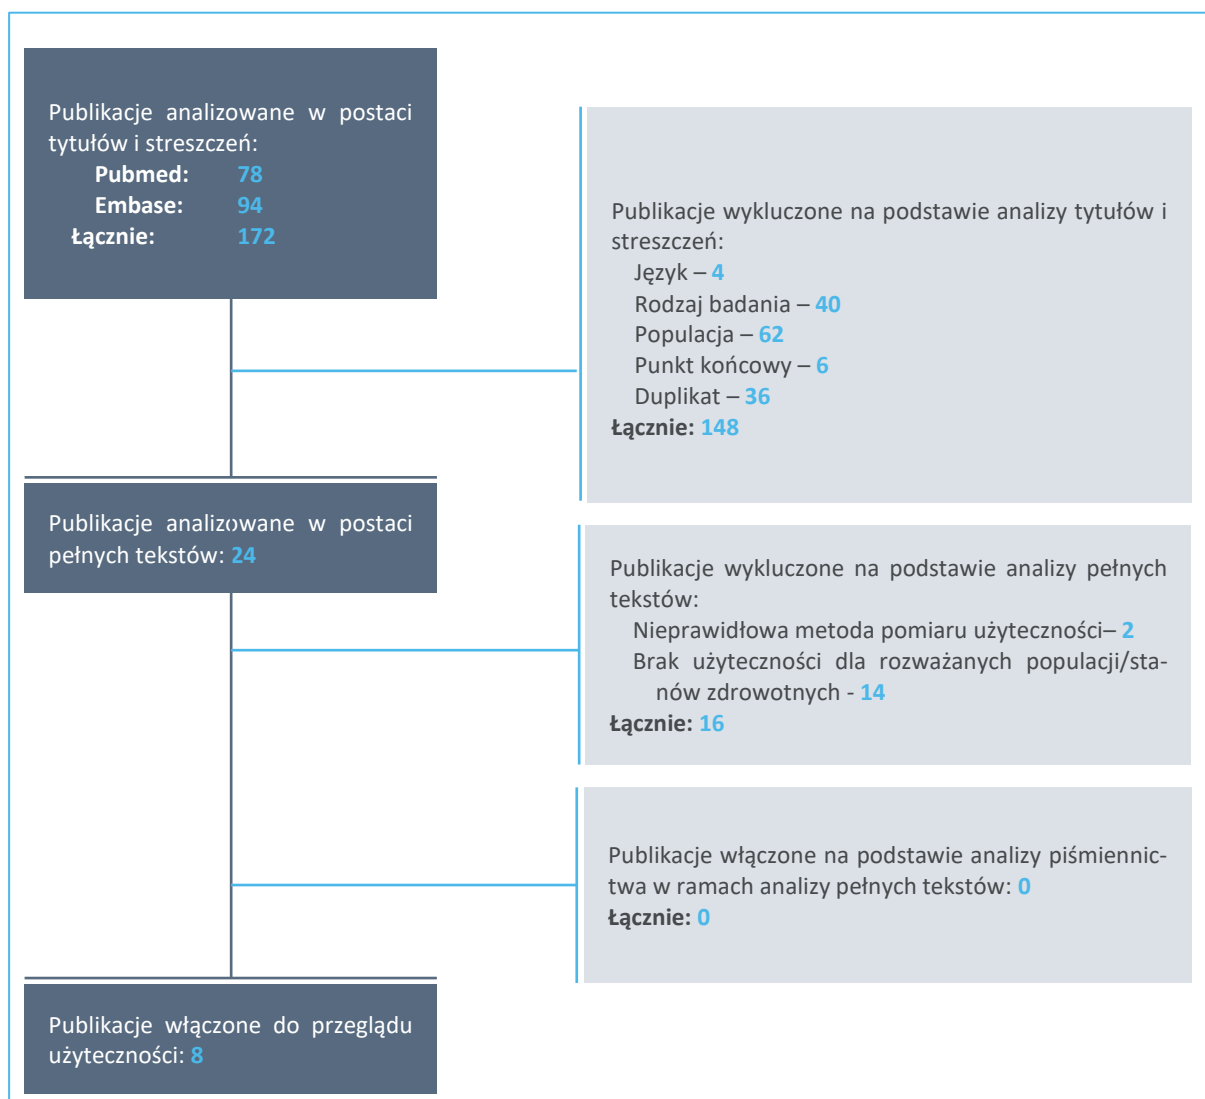 Publikacje analizowane w postaci
tytułów i streszczeń:
Pubmed: 78
Embase: 94
Łącznie: 172
Publikacje wykluczone na podstawie analizy tytułów i
streszczeń:
Język – 4
Rodzaj badania – 40
Populacja – 62
Punkt końcowy – 6
Duplikat – 36
Łącznie: 148
Publikacje analizowane w postaci
pełnych tekstów: 24
Publikacje wykluczone na podstawie analizy pełnych
tekstów:
Nieprawidłowa metoda pomiaru użyteczności– 2
Brak użyteczności dla rozważanych populacji/sta-
nów zdrowotnych - 14
Łącznie: 16
Publikacje włączone na podstawie analizy piśmiennic-
twa w ramach analizy pełnych tekstów: 0
Łącznie: 0
Publikacje włączone do przeglądu
użyteczności: 8